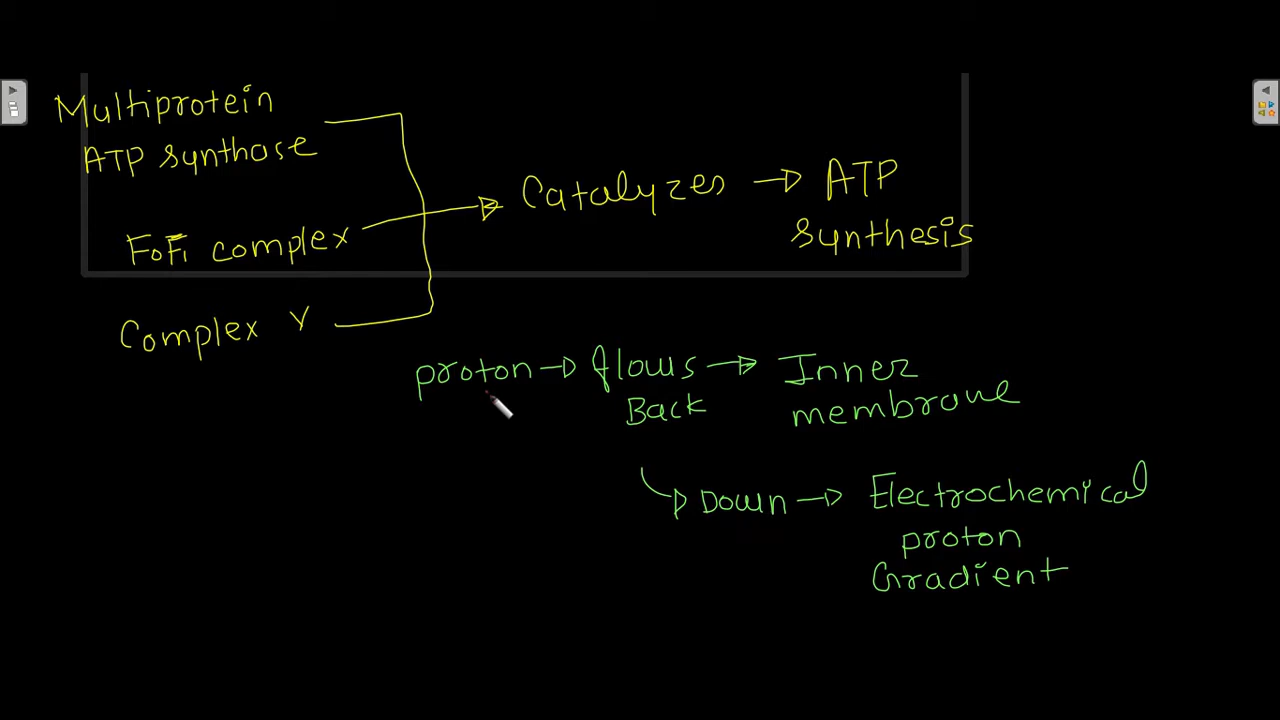 Multiprotein
ATP synthase
FoF1 complex
Complex V
Catalyzes → ATP
synthesis
proton → flows → Inner
Back membrane
Down → Electrochemical
proton
Gradient